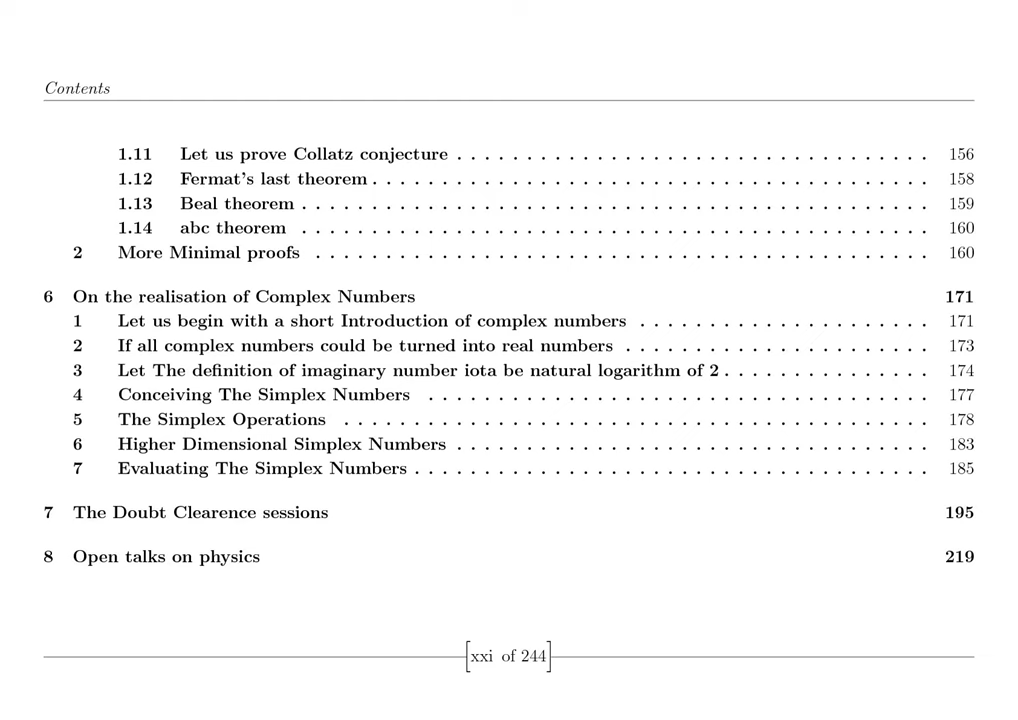 Contents
1.11 Let us prove Collatz conjecture . . . . . . . . . . . . . . . . . . . . . . . . . . . . . . . . . . 156
1.12 Fermat's last theorem . . . . . . . . . . . . . . . . . . . . . . . . . . . . . . . . . . . . . . . . 158
1.13 Beal theorem . . . . . . . . . . . . . . . . . . . . . . . . . . . . . . . . . . . . . . . . . . . . . 159
1.14 abc theorem . . . . . . . . . . . . . . . . . . . . . . . . . . . . . . . . . . . . . . . . . . . . . 160
2 More Minimal proofs . . . . . . . . . . . . . . . . . . . . . . . . . . . . . . . . . . . . . . . . . . . . 160
6 On the realisation of Complex Numbers 171
1 Let us begin with a short Introduction of complex numbers . . . . . . . . . . . . . . . . . . . . . 171
2 If all complex numbers could be turned into real numbers . . . . . . . . . . . . . . . . . . . . . . 173
3 Let The definition of imaginary number iota be natural logarithm of 2 . . . . . . . . . . . . . . . 174
4 Conceiving The Simplex Numbers . . . . . . . . . . . . . . . . . . . . . . . . . . . . . . . . . . . . 177
5 The Simplex Operations . . . . . . . . . . . . . . . . . . . . . . . . . . . . . . . . . . . . . . . . . . 178
6 Higher Dimensional Simplex Numbers . . . . . . . . . . . . . . . . . . . . . . . . . . . . . . . . . . 183
7 Evaluating The Simplex Numbers . . . . . . . . . . . . . . . . . . . . . . . . . . . . . . . . . . . . . 185
7 The Doubt Clearence sessions 195
8 Open talks on physics 219
[xxi of 244]